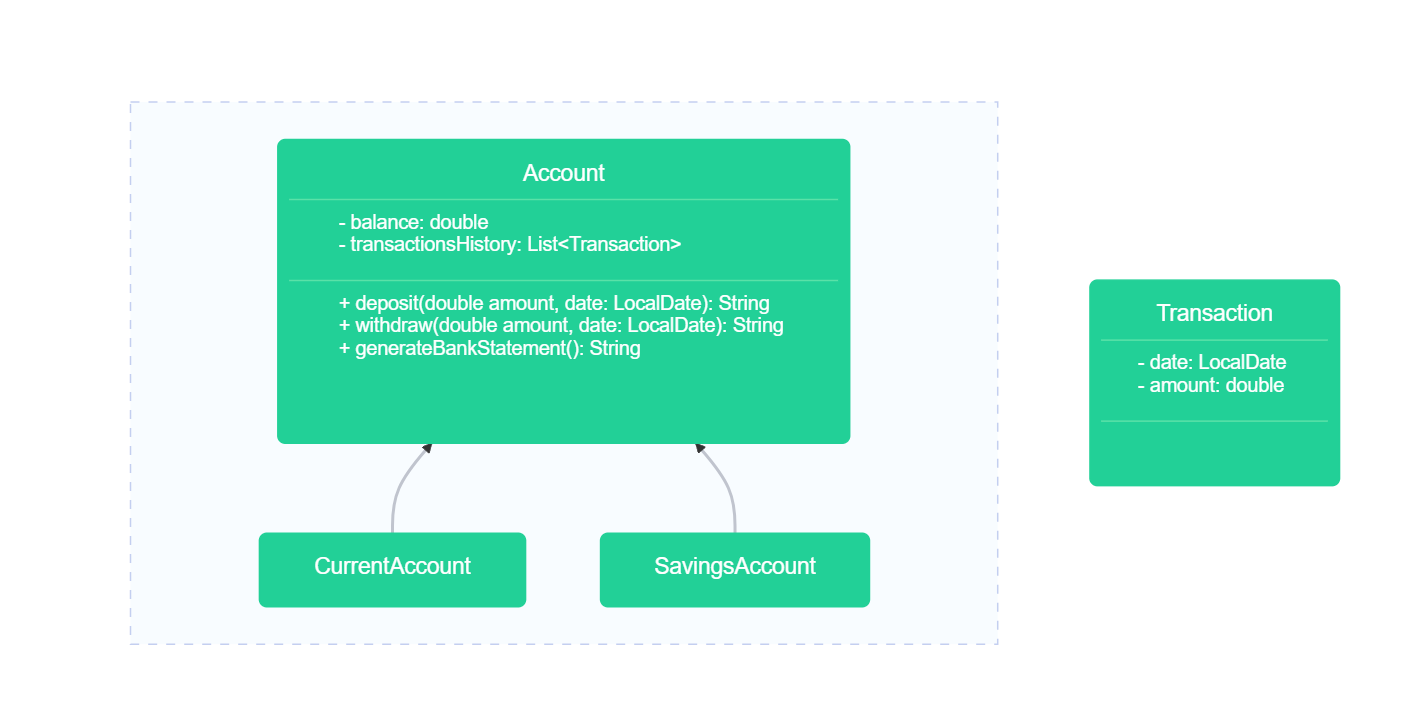 Account
- balance: double
- transactionsHistory: List<Transaction>
+ deposit(double amount, date: LocalDate): String
+ withdraw(double amount, date: LocalDate): String
+ generateBankStatement(): String
Transaction
- date: LocalDate
- amount: double
CurrentAccount
SavingsAccount